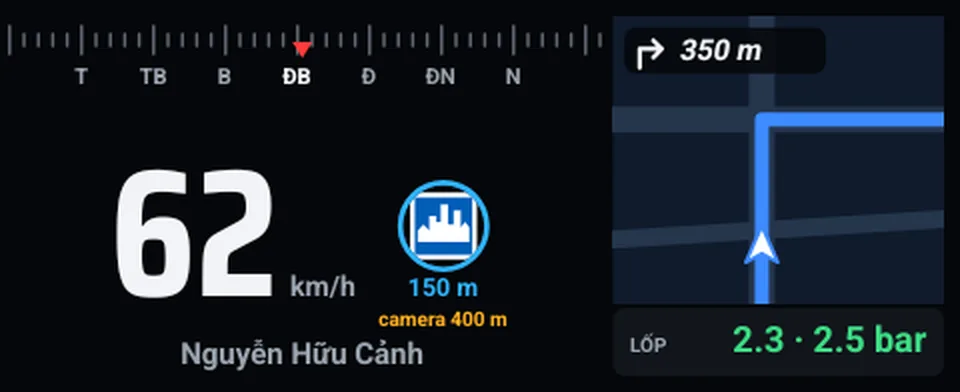 T TB B ĐB Đ ĐN N
350 m
62 km/h
150 m
camera 400 m
Nguyễn Hữu Cảnh
LỐP 2.3 · 2.5 bar